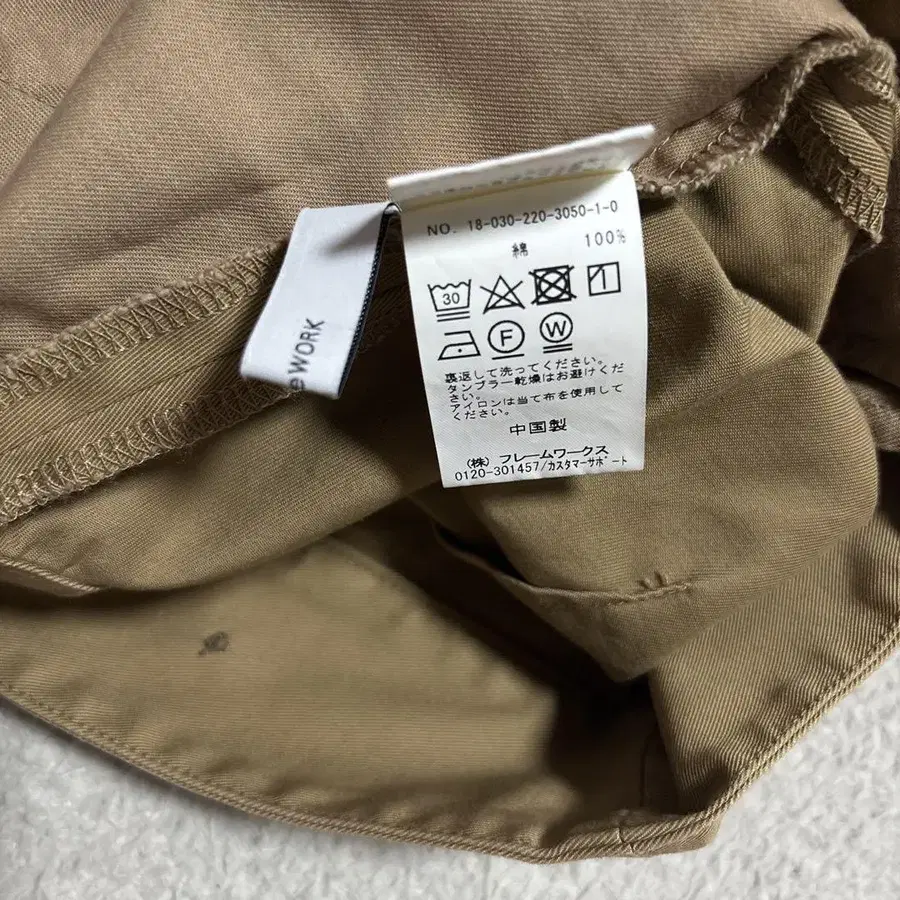 NO. 18-030-220-3050-1-0
綿 100%
30
F W
裏返して洗ってください。
タンブラー乾燥はお避けくだ
さい。
アイロンは当て布を使用して
ください。
中国製
(株) フレームワークス
0120-301457/カスタマーサポート
WORK